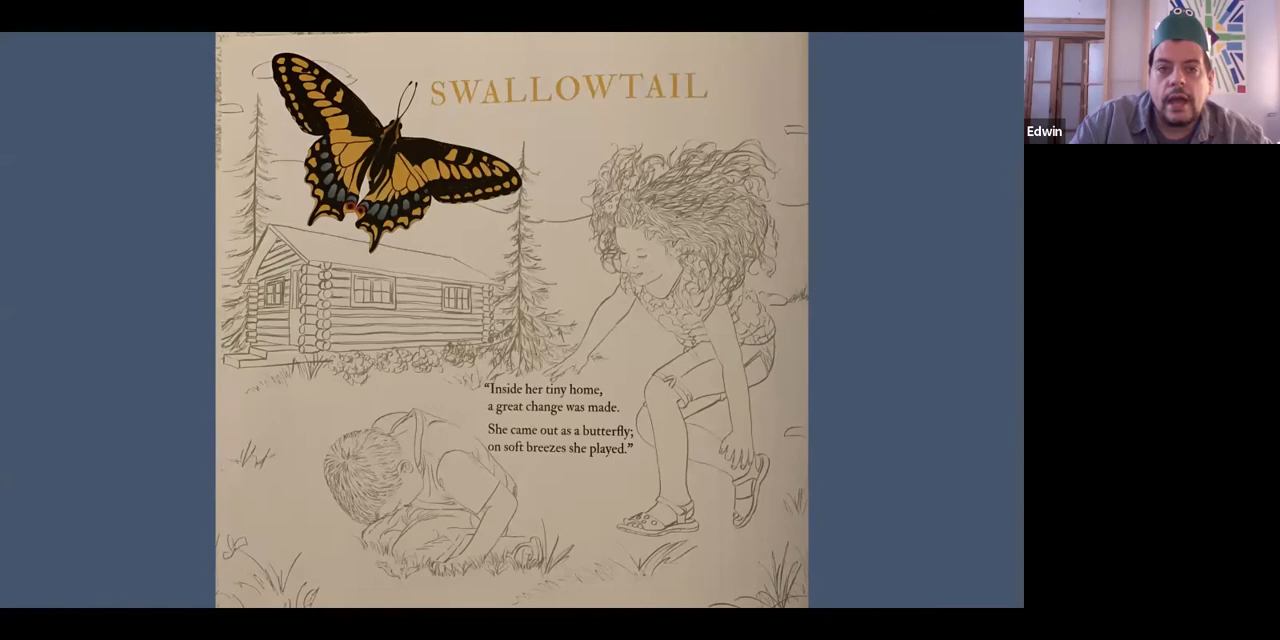 SWALLOWTAIL
Edwin
“Inside her tiny home,
a great change was made.
She came out as a butterfly;
on soft breezes she played.”